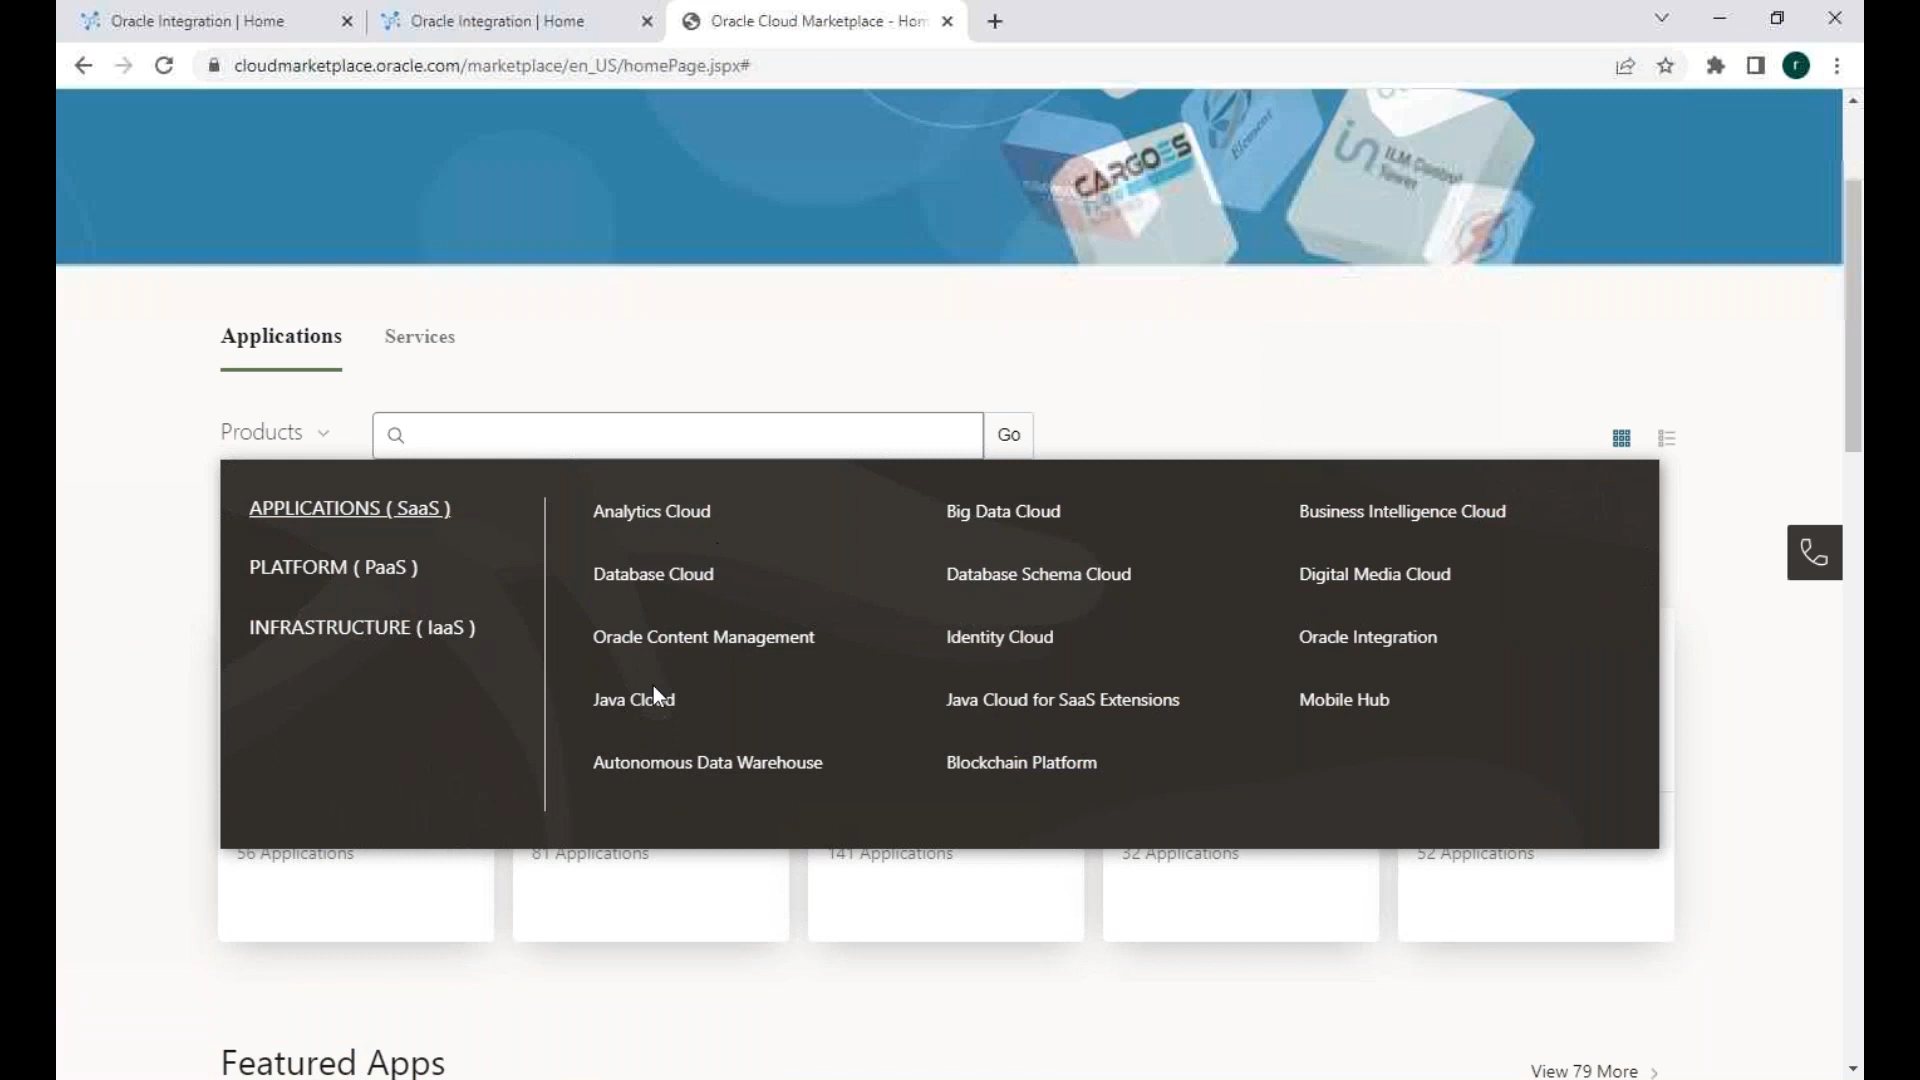 Oracle Integration | Home
Oracle Integration | Home
Oracle Cloud Marketplace - Hom
cloudmarketplace.oracle.com/marketplace/en_US/homePage.jspx#
r
CARGOES
Element
ILM Control
Tower
Applications
Services
Products
Go
APPLICATIONS ( SaaS )
PLATFORM ( PaaS )
INFRASTRUCTURE ( IaaS )
Analytics Cloud
Big Data Cloud
Business Intelligence Cloud
Database Cloud
Database Schema Cloud
Digital Media Cloud
Oracle Content Management
Identity Cloud
Oracle Integration
Java Cloud
Java Cloud for SaaS Extensions
Mobile Hub
Autonomous Data Warehouse
Blockchain Platform
56 Applications
81 Applications
141 Applications
32 Applications
52 Applications
Featured Apps
View 79 More